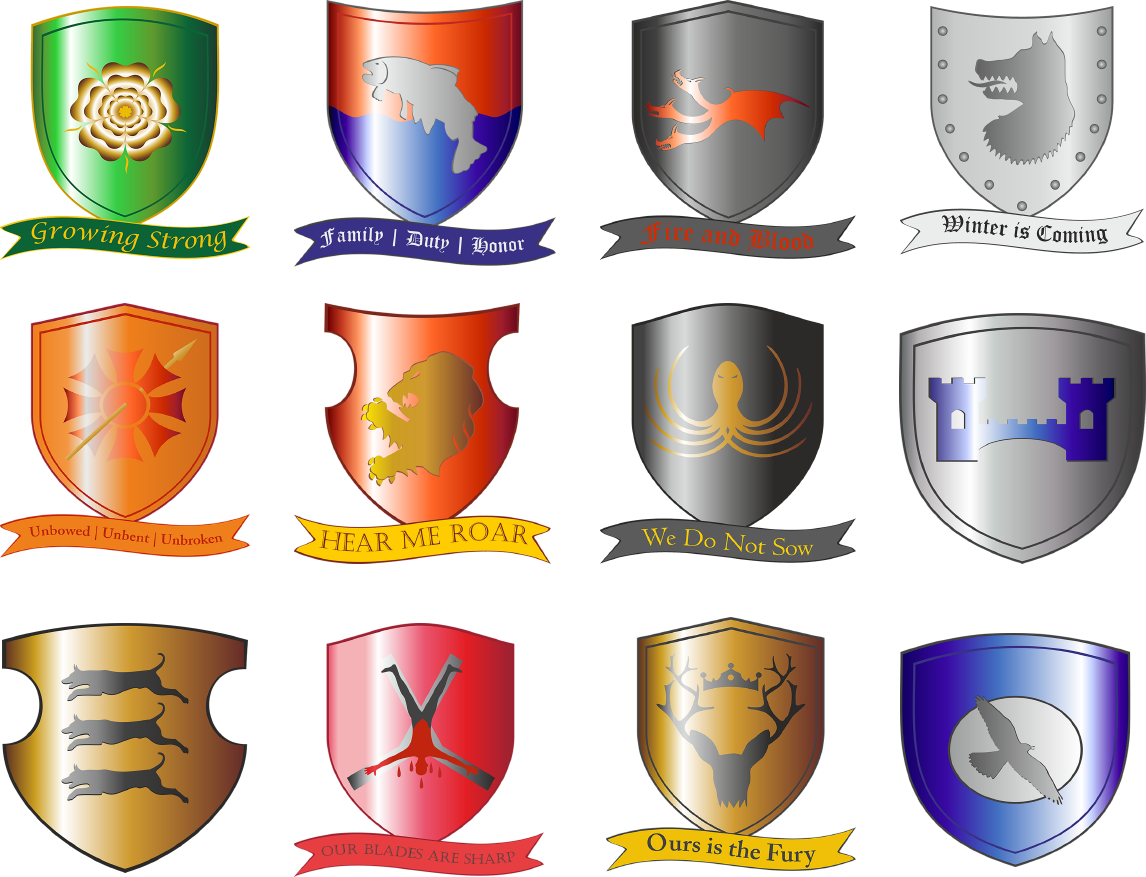 Growing Strong
Family | Duty | Honor
Fire and Blood
Winter is Coming
Unbowed | Unbent | Unbroken
HEAR ME ROAR
We Do Not Sow
OUR BLADES ARE SHARP
Ours is the Fury